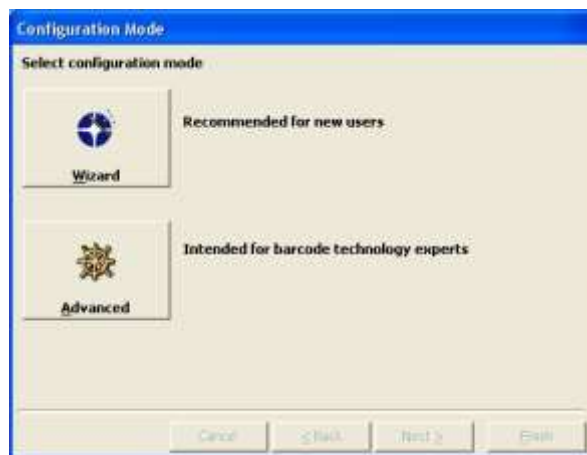 Configuration Mode
Select configuration mode
Recommended for new users
Wizard
Intended for barcode technology experts
Advanced
Cancel
< Back
Next >
Finish